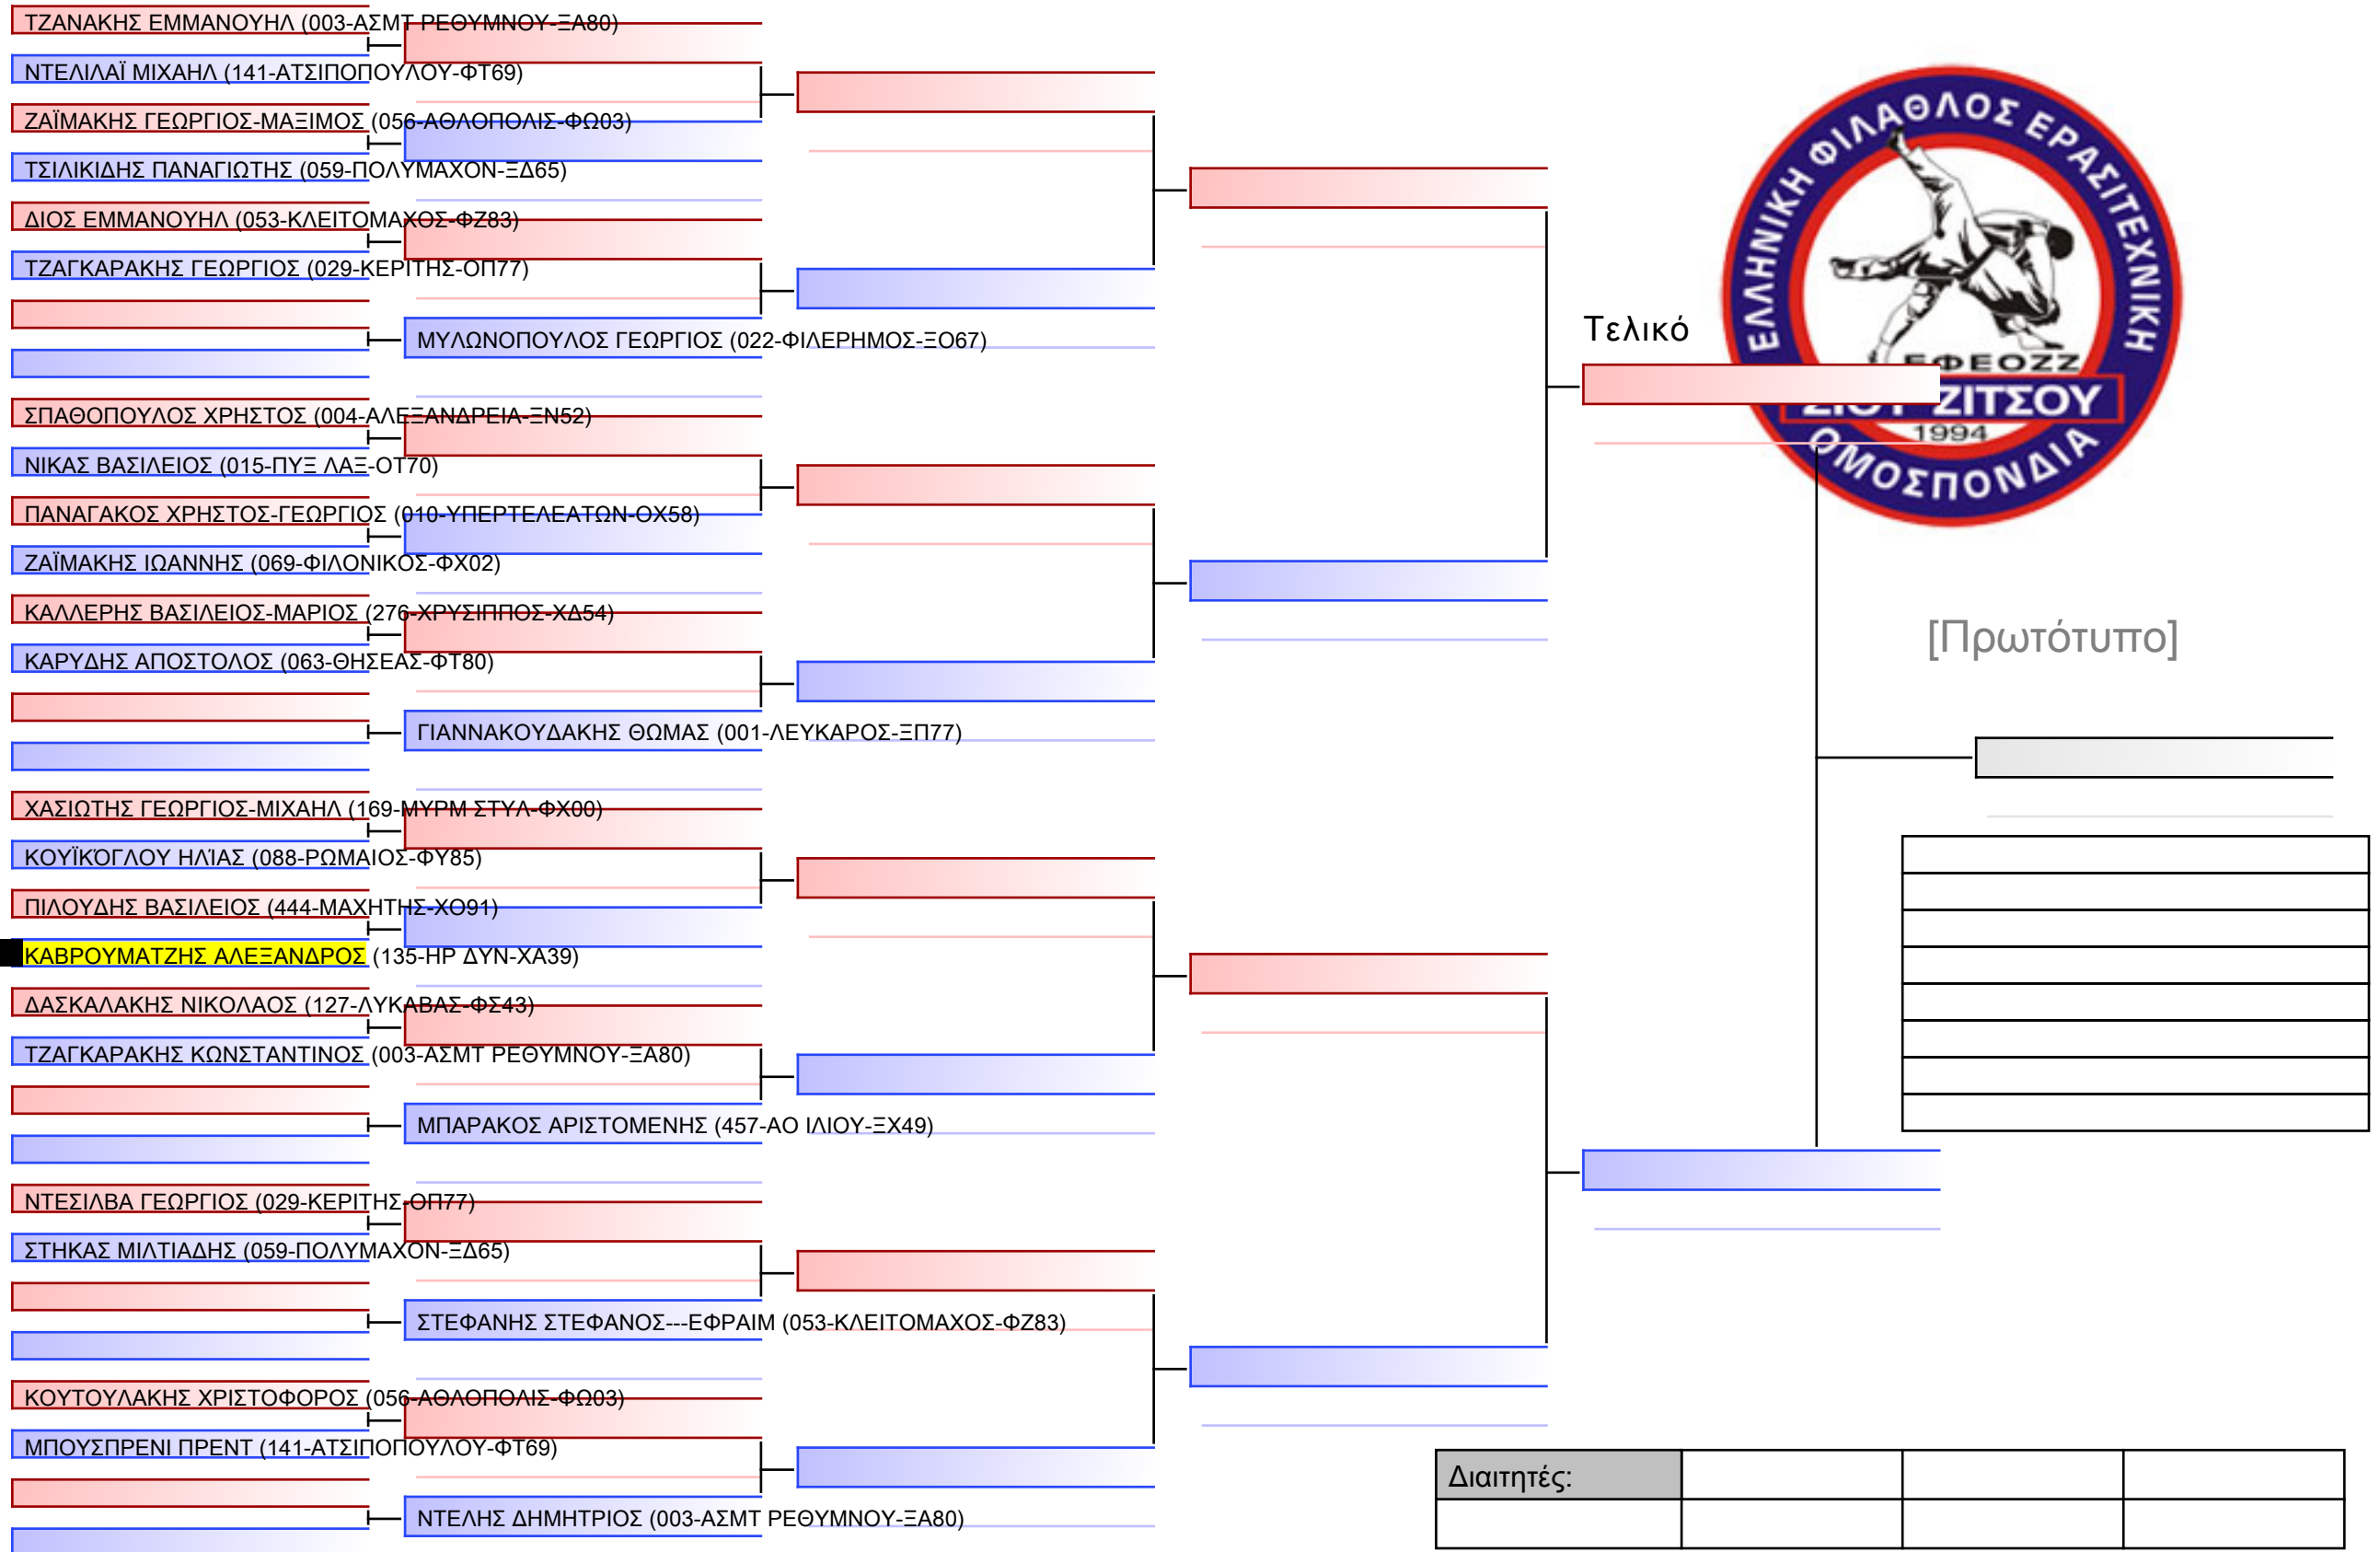 ΤΖΑΝΑΚΗΣ ΕΜΜΑΝΟΥΗΛ (003-ΑΣΜΤ ΡΕΘΥΜΝΟΥ-ΞΑ80)
ΝΤΕΛΙΛΑΪ ΜΙΧΑΗΛ (141-ΑΤΣΙΠΟΠΟΥΛΟΥ-ΦΤ69)
ΖΑΪΜΑΚΗΣ ΓΕΩΡΓΙΟΣ-ΜΑΞΙΜΟΣ (056-ΑΘΛΟΠΟΛΙΣ-ΦΩ03)
ΤΣΙΛΙΚΙΔΗΣ ΠΑΝΑΓΙΩΤΗΣ (059-ΠΟΛΥΜΑΧΟΝ-ΞΔ65)
ΔΙΟΣ ΕΜΜΑΝΟΥΗΛ (053-ΚΛΕΙΤΟΜΑΧΟΣ-ΦΖ83)
ΤΖΑΓΚΑΡΑΚΗΣ ΓΕΩΡΓΙΟΣ (029-ΚΕΡΙΤΗΣ-ΟΠ77)
ΜΥΛΩΝΟΠΟΥΛΟΣ ΓΕΩΡΓΙΟΣ (022-ΦΙΛΕΡΗΜΟΣ-ΞΟ67)
ΣΠΑΘΟΠΟΥΛΟΣ ΧΡΗΣΤΟΣ (004-ΑΛΕΞΑΝΔΡΕΙΑ-ΞΝ52)
ΝΙΚΑΣ ΒΑΣΙΛΕΙΟΣ (015-ΠΥΞ ΛΑΞ-ΟΤ70)
ΠΑΝΑΓΑΚΟΣ ΧΡΗΣΤΟΣ-ΓΕΩΡΓΙΟΣ (010-ΥΠΕΡΤΕΛΕΑΤΩΝ-ΟΧ58)
ΖΑΪΜΑΚΗΣ ΙΩΑΝΝΗΣ (069-ΦΙΛΟΝΙΚΟΣ-ΦΧ02)
ΚΑΛΛΕΡΗΣ ΒΑΣΙΛΕΙΟΣ-ΜΑΡΙΟΣ (276-ΧΡΥΣΙΠΠΟΣ-ΧΔ54)
ΚΑΡΥΔΗΣ ΑΠΟΣΤΟΛΟΣ (063-ΘΗΣΕΑΣ-ΦΤ80)
ΓΙΑΝΝΑΚΟΥΔΑΚΗΣ ΘΩΜΑΣ (001-ΛΕΥΚΑΡΟΣ-ΞΠ77)
ΧΑΣΙΩΤΗΣ ΓΕΩΡΓΙΟΣ-ΜΙΧΑΗΛ (169-ΜΥΡΜ ΣΤΥΛ-ΦΧ00)
ΚΟΥΪΚΌΓΛΟΥ ΗΛΊΑΣ (088-ΡΩΜΑΙΟΣ-ΦΥ85)
ΠΙΛΟΥΔΗΣ ΒΑΣΙΛΕΙΟΣ (444-ΜΑΧΗΤΗΣ-ΧΟ91)
ΚΑΒΡΟΥΜΑΤΖΗΣ ΑΛΕΞΑΝΔΡΟΣ (135-ΗΡ ΔΥΝ-ΧΑ39)
ΔΑΣΚΑΛΑΚΗΣ ΝΙΚΟΛΑΟΣ (127-ΛΥΚΑΒΑΣ-ΦΣ43)
ΤΖΑΓΚΑΡΑΚΗΣ ΚΩΝΣΤΑΝΤΙΝΟΣ (003-ΑΣΜΤ ΡΕΘΥΜΝΟΥ-ΞΑ80)
ΜΠΑΡΑΚΟΣ ΑΡΙΣΤΟΜΕΝΗΣ (457-ΑΟ ΙΛΙΟΥ-ΞΧ49)
ΝΤΕΣΙΛΒΑ ΓΕΩΡΓΙΟΣ (029-ΚΕΡΙΤΗΣ-ΟΠ77)
ΣΤΗΚΑΣ ΜΙΛΤΙΑΔΗΣ (059-ΠΟΛΥΜΑΧΟΝ-ΞΔ65)
ΣΤΕΦΑΝΗΣ ΣΤΕΦΑΝΟΣ---ΕΦΡΑΙΜ (053-ΚΛΕΙΤΟΜΑΧΟΣ-ΦΖ83)
ΚΟΥΤΟΥΛΑΚΗΣ ΧΡΙΣΤΟΦΟΡΟΣ (056-ΑΘΛΟΠΟΛΙΣ-ΦΩ03)
ΜΠΟΥΣΠΡΕΝΙ ΠΡΕΝΤ (141-ΑΤΣΙΠΟΠΟΥΛΟΥ-ΦΤ69)
ΝΤΕΛΗΣ ΔΗΜΗΤΡΙΟΣ (003-ΑΣΜΤ ΡΕΘΥΜΝΟΥ-ΞΑ80)
Τελικό
ΕΛΛΗΝΙΚΗ ΦΙΛΑΘΛΟΣ ΕΡΑΣΙΤΕΧΝΙΚΗ
ΕΦΕΟΖΖ
ΖΙΟΥ ΖΙΤΣΟΥ
1994
ΟΜΟΣΠΟΝΔΙΑ
[Πρωτότυπο]
Διαιτητές: